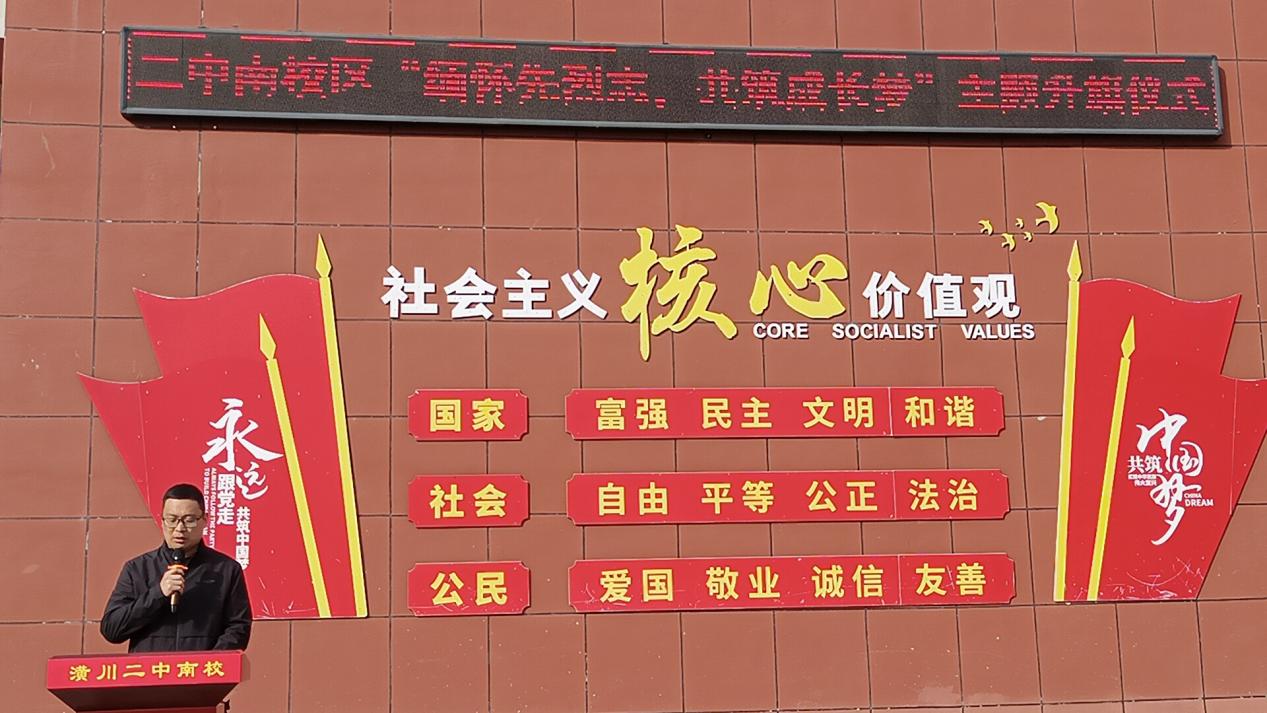 二中南校区“缅怀先烈志，共筑成长梦”主题升旗仪式
社会主义核心价值观
CORE SOCIALIST VALUES
国家 富强 民主 文明 和谐
社会 自由 平等 公正 法治
公民 爱国 敬业 诚信 友善
永远
跟党走
共筑中国梦
ALWAYS FOLLOW THE PARTY
共筑
中国梦
CHINA
DREAM
潢川二中南校